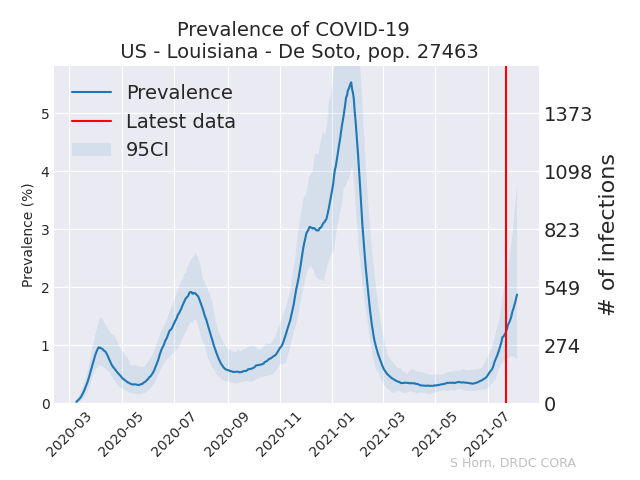 Prevalence of COVID-19
US - Louisiana - De Soto, pop. 27463
Prevalence
Latest data
95CI
Prevalence (%)
5
4
3
2
1
0
1373
1098
823
549
274
0
# of infections
2020-03
2020-05
2020-07
2020-09
2020-11
2021-01
2021-03
2021-05
2021-07
S Horn, DRDC CORA